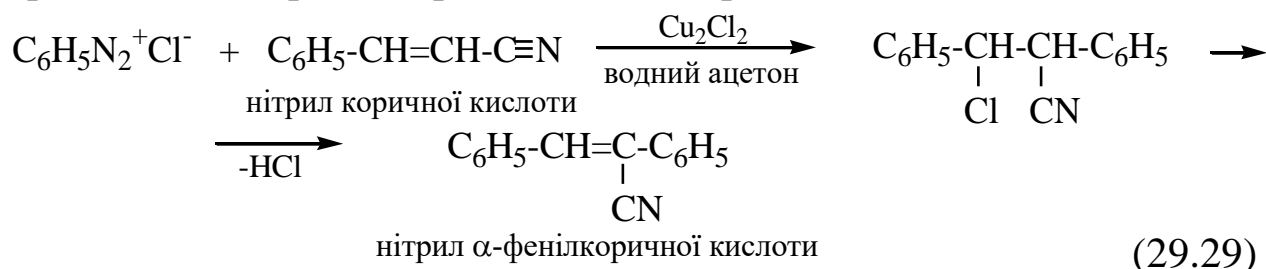 C₆H₅N₂⁺Cl⁻ + C₆H₅-CH=CH-C≡N Cu₂Cl₂ водний ацетон C₆H₅-CH-CH-C₆H₅
Cl CN
нітрил коричної кислоти
-HCl C₆H₅-CH=C-C₆H₅
CN
нітрил α-фенілкоричної кислоти
(29.29)